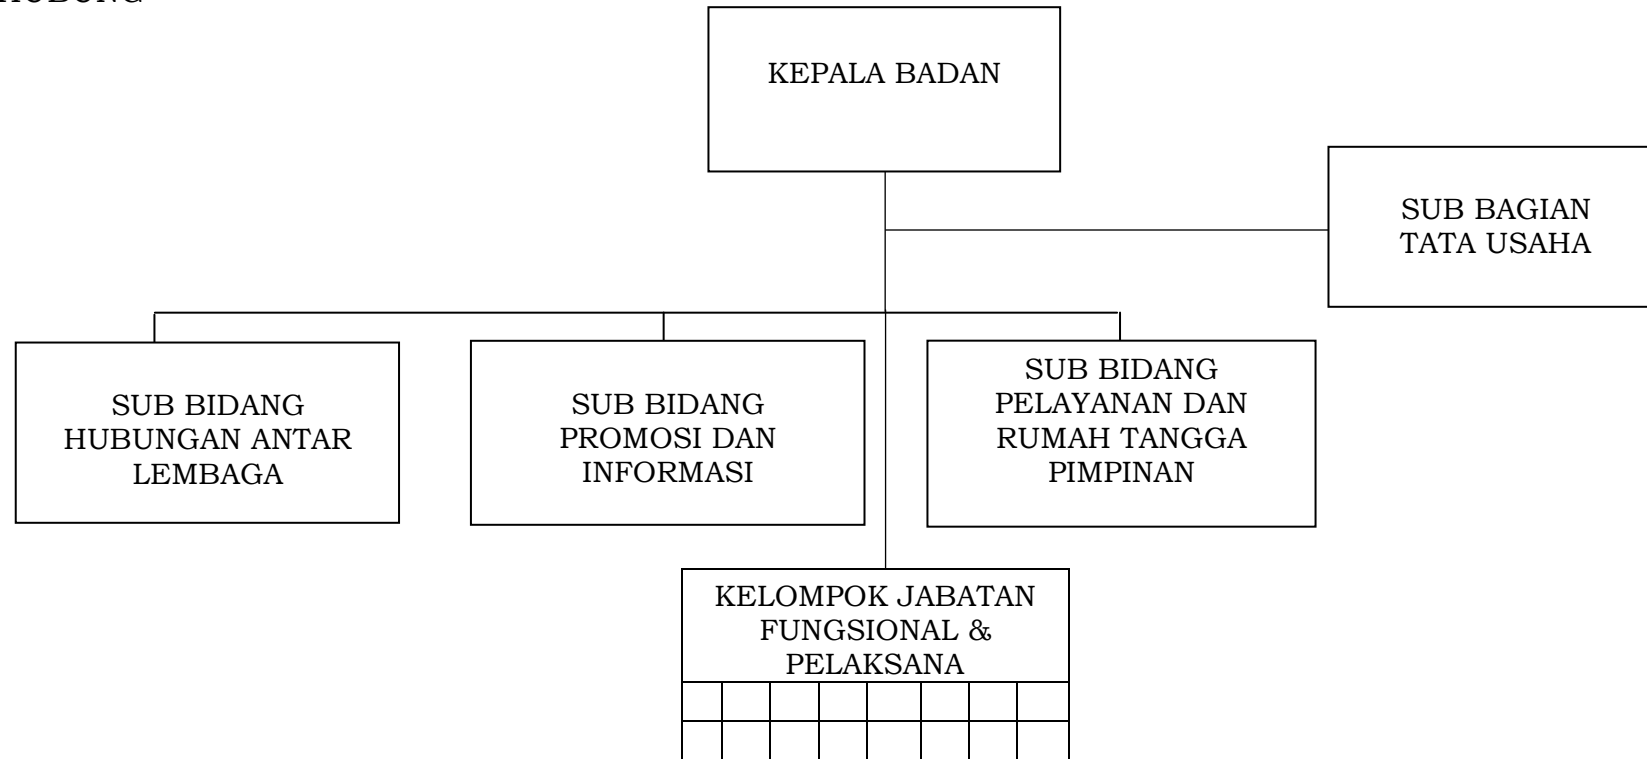 KEPALA BADAN
SUB BAGIAN
TATA USAHA
SUB BIDANG
HUBUNGAN ANTAR
LEMBAGA
SUB BIDANG
PROMOSI DAN
INFORMASI
SUB BIDANG
PELAYANAN DAN
RUMAH TANGGA
PIMPINAN
KELOMPOK JABATAN
FUNGSIONAL &
PELAKSANA